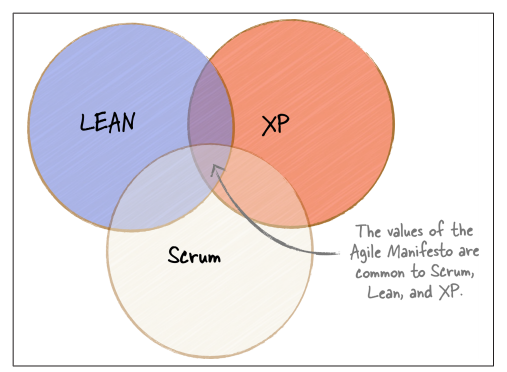 LEAN
XP
Scrum
The values of the
Agile Manifesto are
common to Scrum,
Lean, and XP.